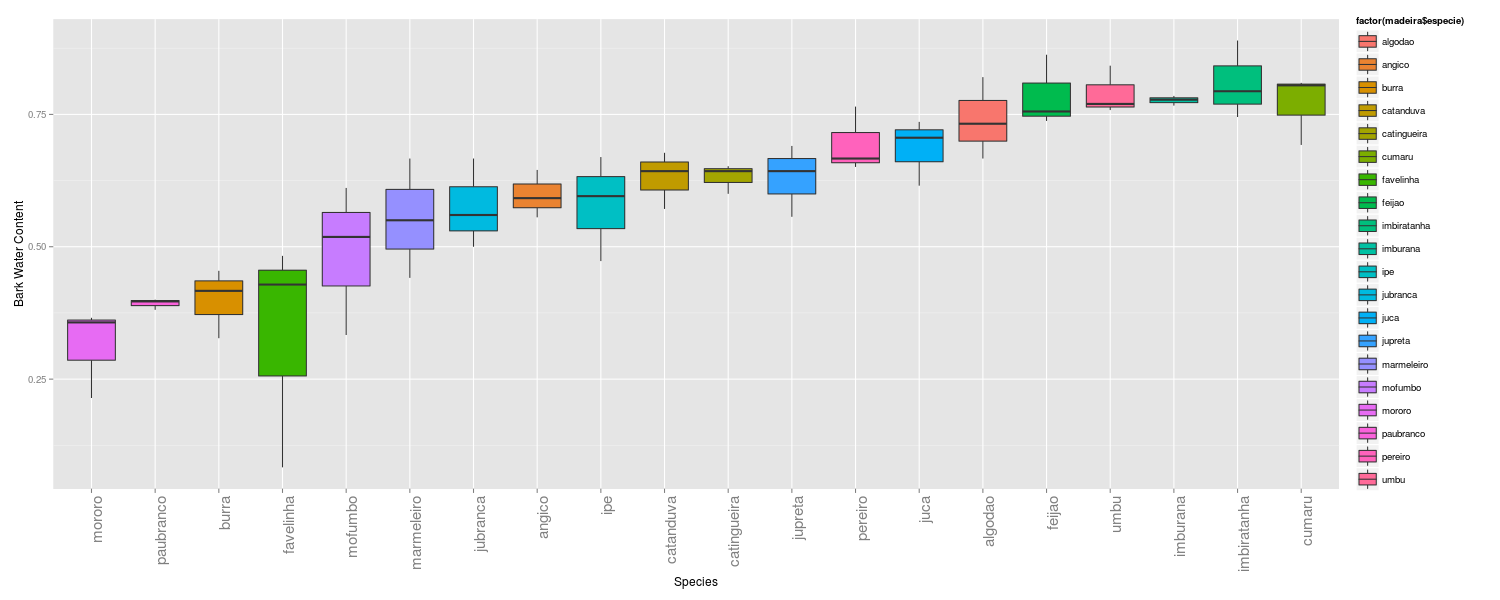 Bark Water Content
0.75
0.50
0.25
mororo
paubranco
burra
favelinha
mofumbo
marmeleiro
jubranca
angico
ipe
catanduva
catingueira
jupreta
pereiro
juca
algodao
feijao
umbu
imburana
imbiratanha
cumaru
Species
factor(madeira$especie)
algodao
angico
burra
catanduva
catingueira
cumaru
favelinha
feijao
imbiratanha
imburana
ipe
jubranca
juca
jupreta
marmeleiro
mofumbo
mororo
paubranco
pereiro
umbu